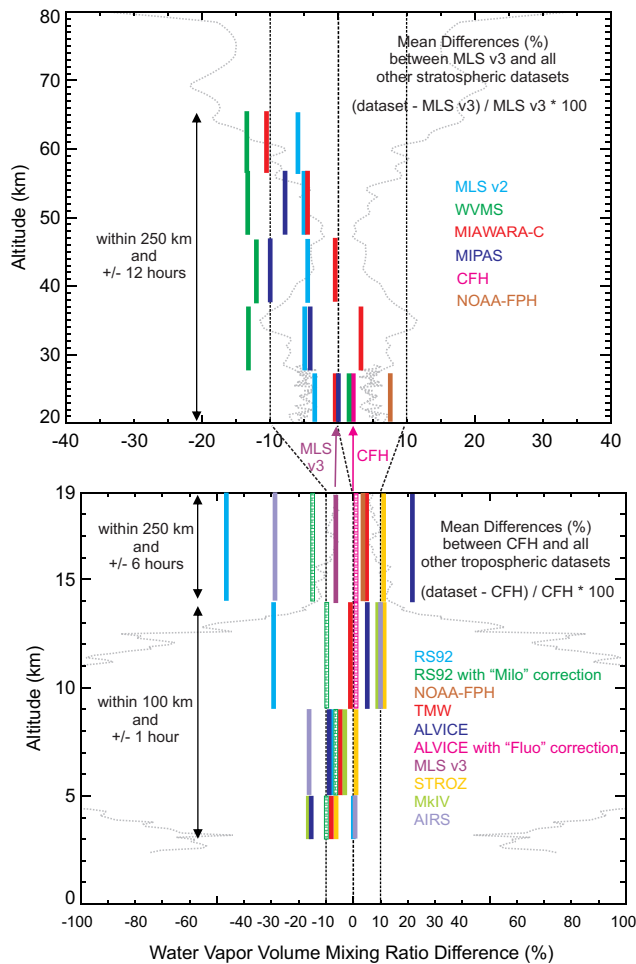 80
70
60
50
40
30
20
Altitude (km)
Mean Differences (%)
between MLS v3 and all
other stratospheric datasets
(dataset - MLS v3) / MLS v3 * 100
MLS v2
WVMS
MIAWARA-C
MIPAS
CFH
NOAA-FPH
within 250 km
and
+/- 12 hours
-40 -20 -10 0 10 20 40
MLS
v3
CFH
19
15
10
5
0
Altitude (km)
within 250 km
and
+/- 6 hours
Mean Differences (%)
between CFH and all
other tropospheric datasets
(dataset - CFH) / CFH * 100
within 100 km
and
+/- 1 hour
RS92
RS92 with “Milo” correction
NOAA-FPH
TMW
ALVICE
ALVICE with “Fluo” correction
MLS v3
STROZ
MkIV
AIRS
-100 -80 -60 -40 -30 -20 -10 0 10 20 40 60 80 100
Water Vapor Volume Mixing Ratio Difference (%)